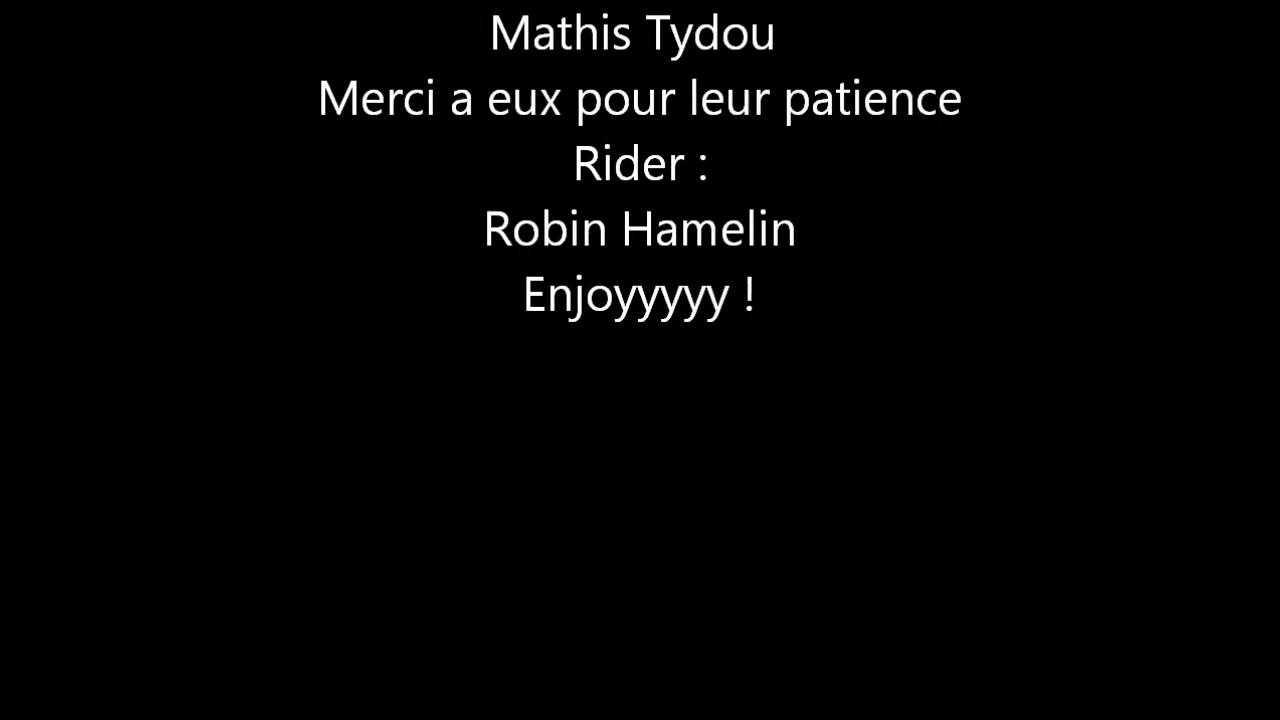 Mathis Tydou
Merci a eux pour leur patience
Rider :
Robin Hamelin
Enjoyyyyy !